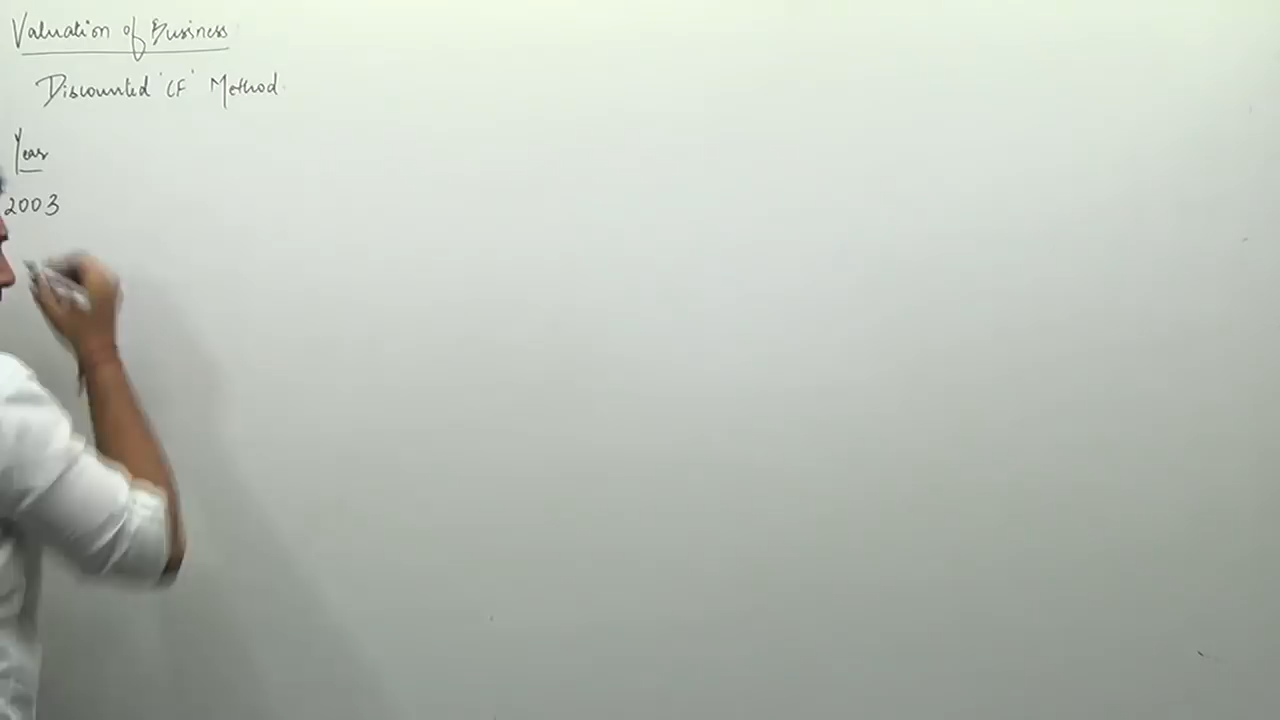 Valuation of Business
Discounted 'CF' Method
Year
2003